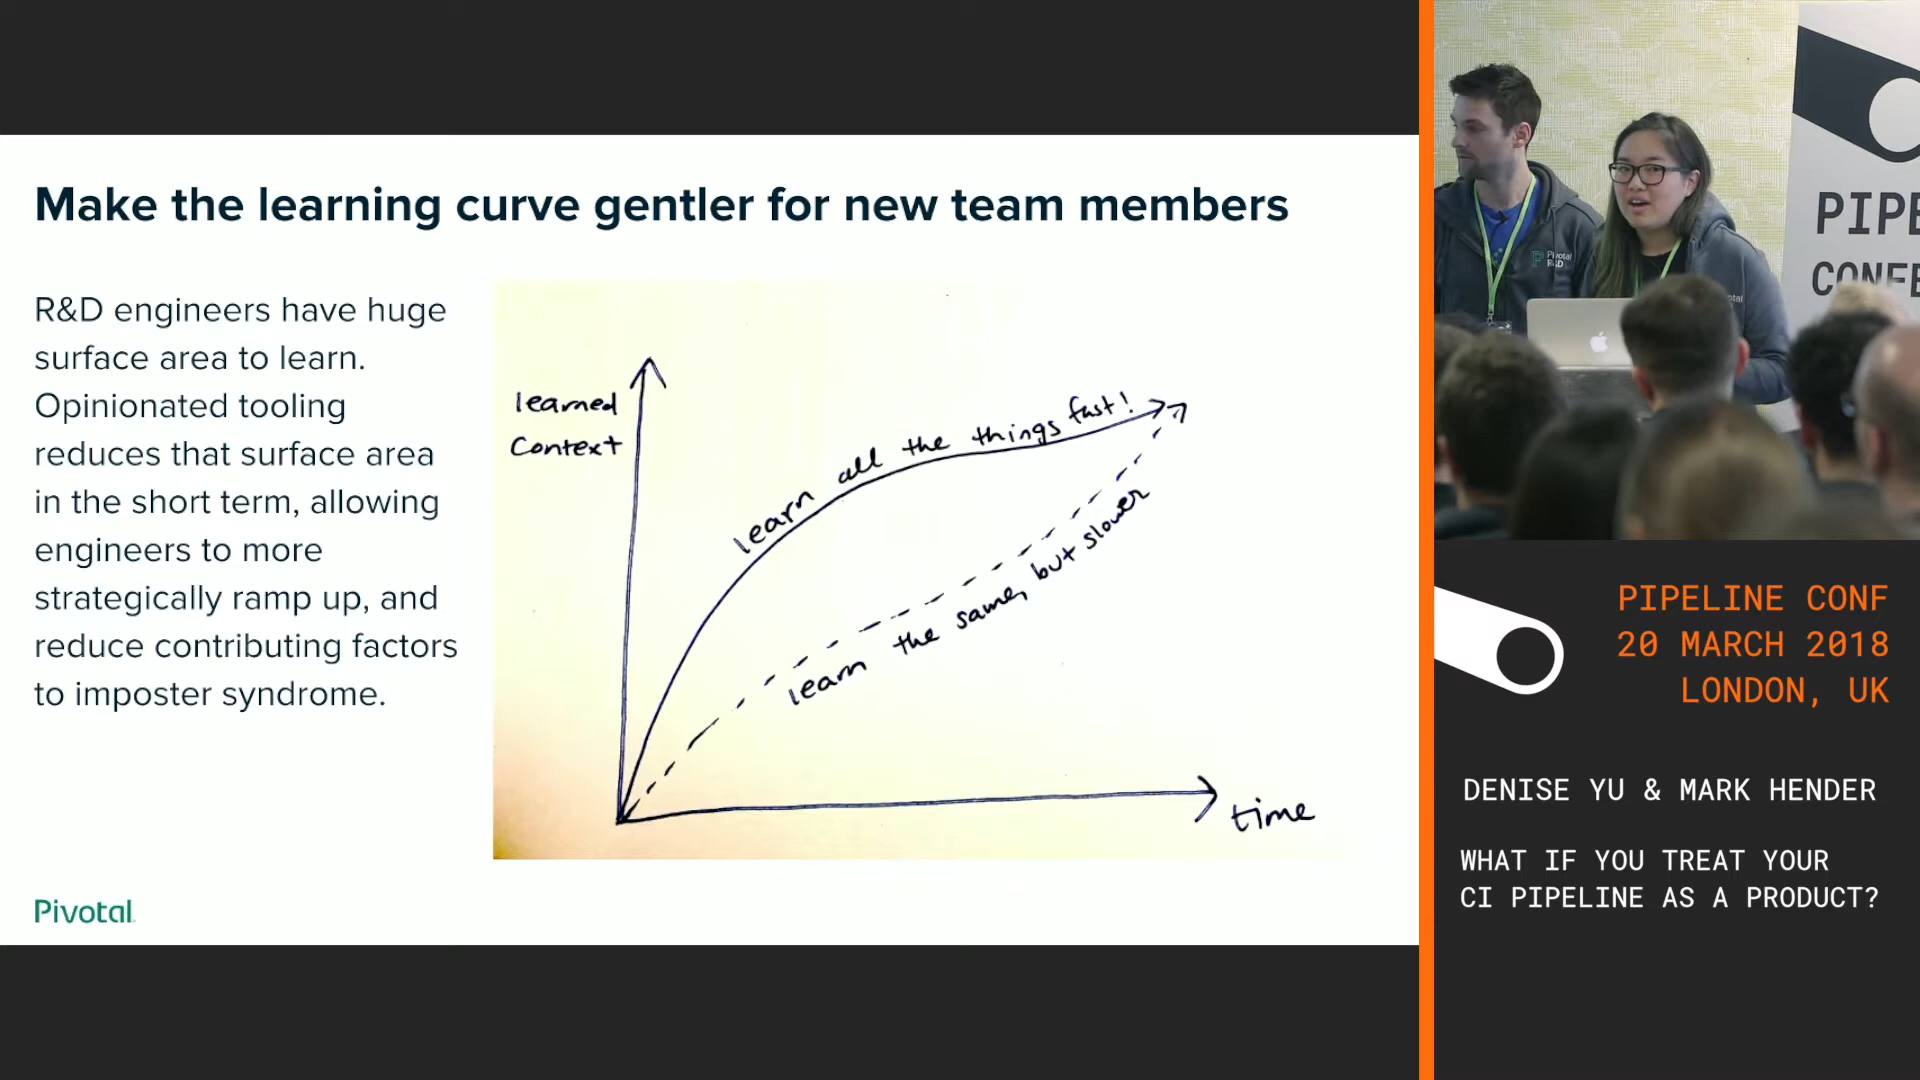 Make the learning curve gentler for new team members
R&D engineers have huge
surface area to learn.
Opinionated tooling
reduces that surface area
in the short term, allowing
engineers to more
strategically ramp up, and
reduce contributing factors
to imposter syndrome.
learned
Context
learn all the things fast!
learn the same, but slower
time
Pivotal
Pivotal
R&D
PIPE
CONFE
PIPELINE CONF
20 MARCH 2018
LONDON, UK
DENISE YU & MARK HENDER
WHAT IF YOU TREAT YOUR
CI PIPELINE AS A PRODUCT?